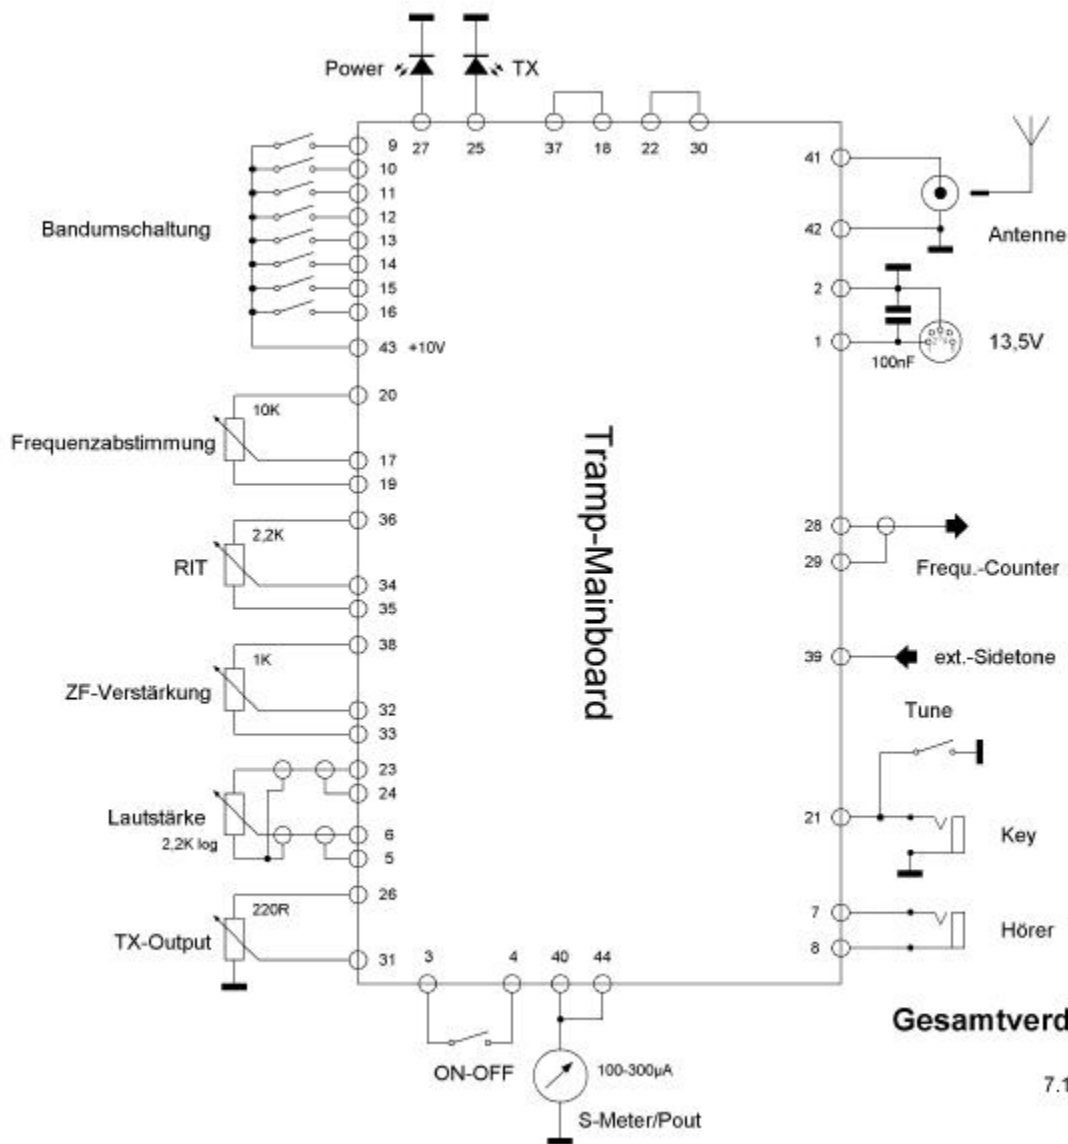 Power
TX
27
25
37
18
22
30
Bandumschaltung
9
10
11
12
13
14
15
16
43 +10V
Frequenzabstimmung
10K
20
17
19
RIT
2,2K
36
34
35
ZF-Verstärkung
1K
38
32
33
Lautstärke
2,2K log
23
24
6
5
TX-Output
220R
26
31
Tramp-Mainboard
41
42
Antenne
2
1
100nF
13,5V
28
29
Frequ.-Counter
39
ext.-Sidetone
Tune
21
Key
7
8
Hörer
3
4
40
44
ON-OFF
100-300µA
S-Meter/Pout
Gesamtverd
7.1